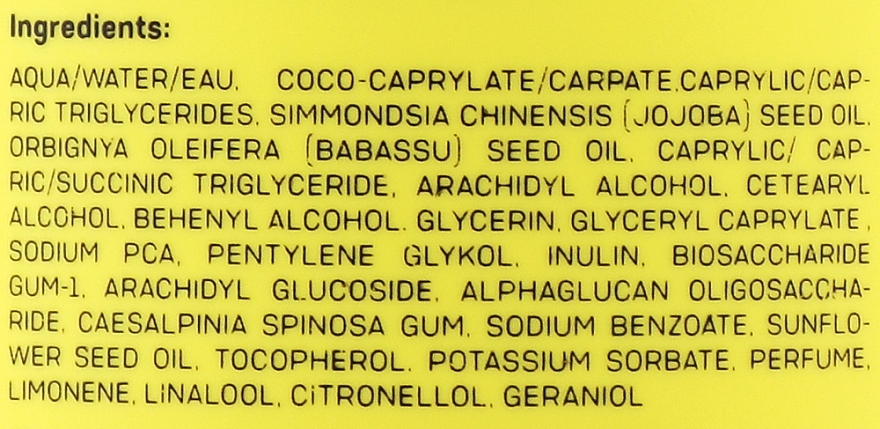 Ingredients:
AQUA/WATER/EAU, COCO-CAPRYLATE/CARPATE,CAPRYLIC/CAP-
RIC TRIGLYCERIDES, SIMMONDSIA CHINENSIS (JOJOBA) SEED OIL,
ORBIGNYA OLEIFERA (BABASSU) SEED OIL, CAPRYLIC/ CAP-
RIC/SUCCINIC TRIGLYCERIDE, ARACHIDYL ALCOHOL, CETEARYL
ALCOHOL, BEHENYL ALCOHOL, GLYCERIN, GLYCERYL CAPRYLATE ,
SODIUM PCA, PENTYLENE GLYKOL, INULIN, BIOSACCHARIDE
GUM-1, ARACHIDYL GLUCOSIDE, ALPHAGLUCAN OLIGOSACCHA-
RIDE, CAESALPINIA SPINOSA GUM, SODIUM BENZOATE, SUNFLO-
WER SEED OIL, TOCOPHEROL, POTASSIUM SORBATE, PERFUME,
LIMONENE, LINALOOL, CITRONELLOL, GERANIOL